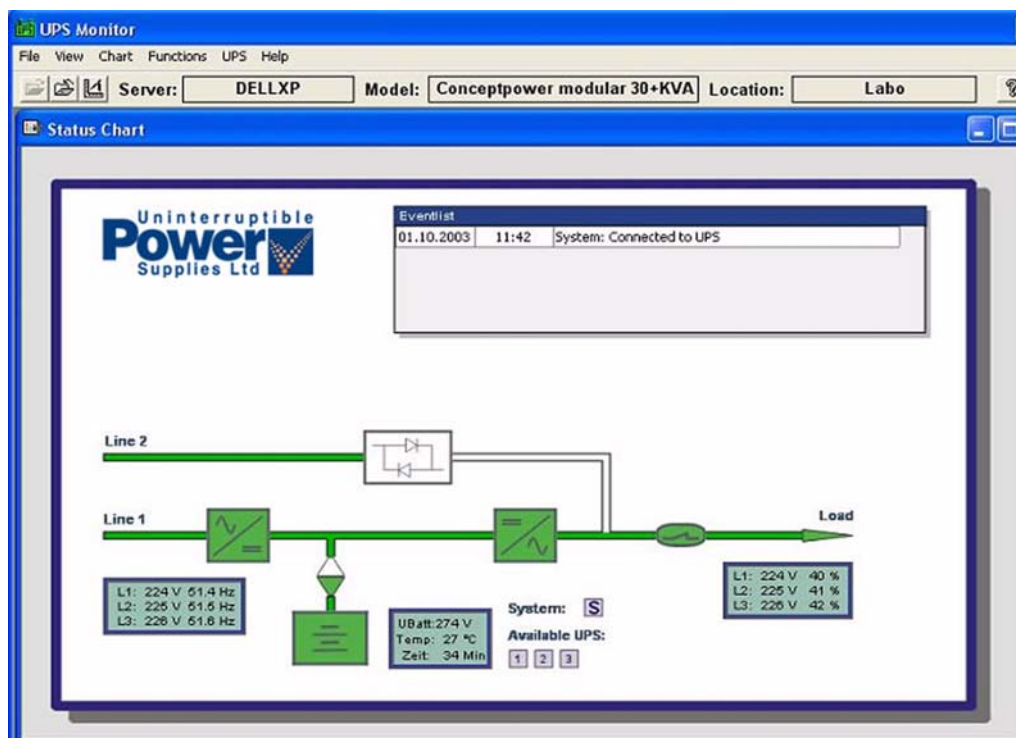 UPS Monitor
File View Chart Functions UPS Help
Server: DELLXP Model: Conceptpower modular 30+KVA Location: Labo
Status Chart
Uninterruptible
Power
Supplies Ltd
Eventlist
01.10.2003 11:42 System: Connected to UPS
Line 2
Line 1
Load
L1: 224 V 51.4 Hz
L2: 225 V 51.5 Hz
L3: 226 V 51.6 Hz
UBatt:274 V
Temp: 27 °C
Zeit: 34 Min
System: S
Available UPS:
1 2 3
L1: 224 V 40 %
L2: 225 V 41 %
L3: 226 V 42 %